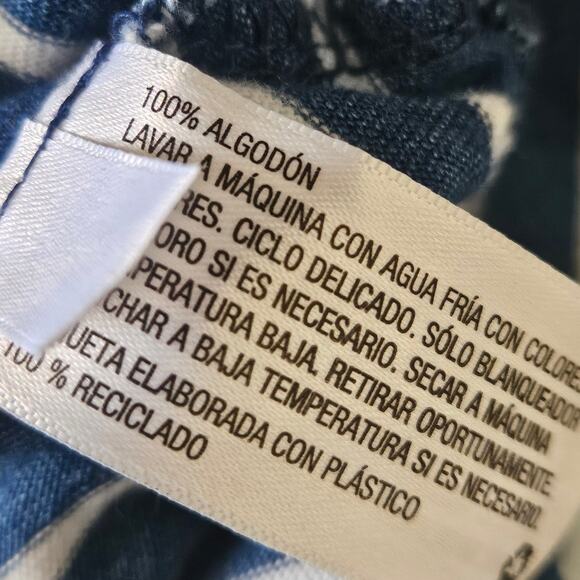 100% ALGODÓN
LAVAR A MÁQUINA CON AGUA FRÍA CON COLORE
RES. CICLO DELICADO. SÓLO BLANQUEADOR
ORO SI ES NECESARIO. SECAR A MÁQUINA
PERATURA BAJA. RETIRAR OPORTUNAMENTE.
CHAR A BAJA TEMPERATURA SI ES NECESARIO.
UETA ELABORADA CON PLÁSTICO
100 % RECICLADO